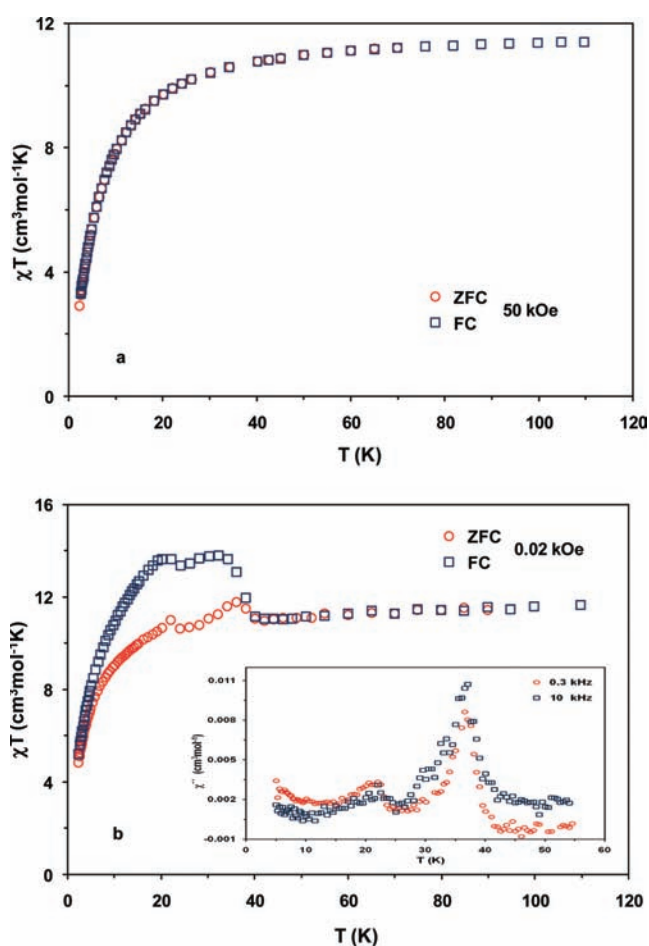 16
12
8
4
0
χT (cm³mol⁻¹K)
ZFC
FC
50 kOe
a
0 20 40 60 80 100 120
T (K)
16
12
8
4
0
χT (cm³mol⁻¹K)
ZFC
FC
0.02 kOe
0.011
0.008
0.005
0.002
-0.001
χ'' (cm³mol⁻¹)
0.3 kHz
10 kHz
0 10 20 30 40 50 60
T (K)
b
0 20 40 60 80 100 120
T (K)